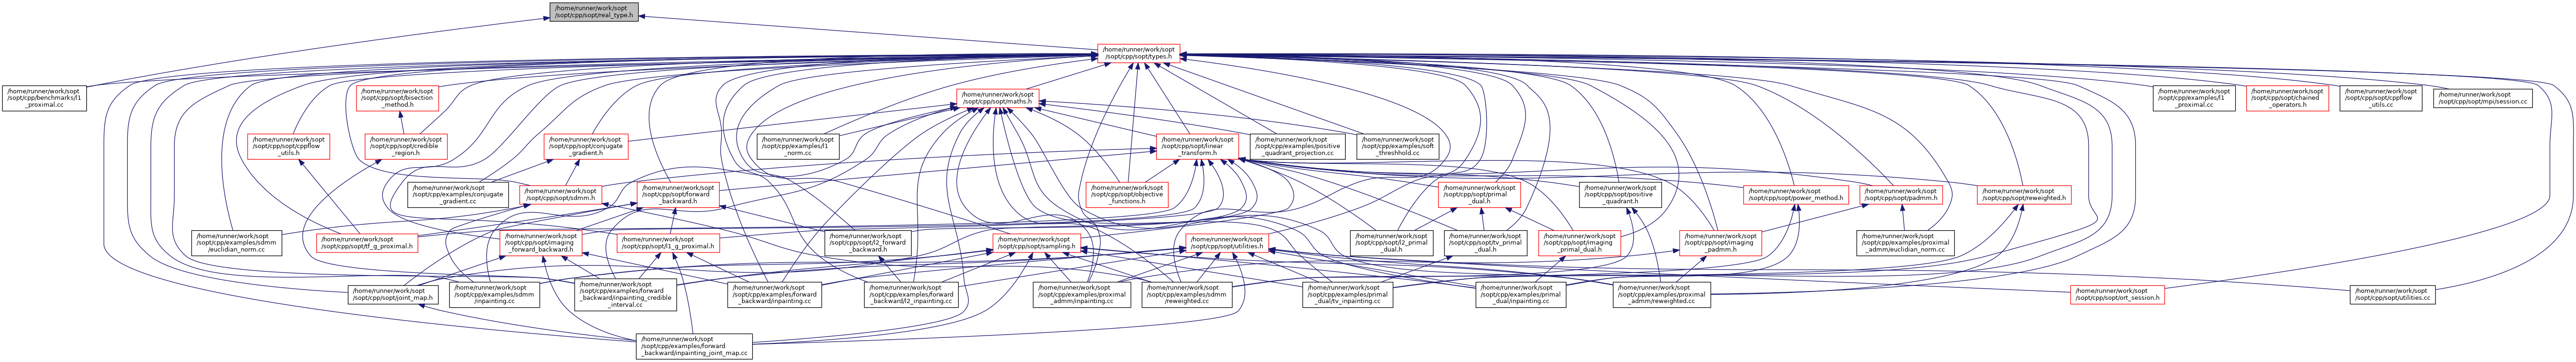 /home/runner/work/sopt
/sopt/cpp/sopt/real_type.h
/home/runner/work/sopt
/sopt/cpp/sopt/types.h
/home/runner/work/sopt
/sopt/cpp/benchmarks/l1
_proximal.cc
/home/runner/work/sopt
/sopt/cpp/sopt/bisection
_method.h
/home/runner/work/sopt
/sopt/cpp/sopt/maths.h
/home/runner/work/sopt
/sopt/cpp/examples/l1
_proximal.cc
/home/runner/work/sopt
/sopt/cpp/sopt/chained
_operators.h
/home/runner/work/sopt
/sopt/cpp/sopt/cppflow
_utils.cc
/home/runner/work/sopt
/sopt/cpp/sopt/mpi/session.cc
/home/runner/work/sopt
/sopt/cpp/sopt/cppflow
_utils.h
/home/runner/work/sopt
/sopt/cpp/sopt/credible
_region.h
/home/runner/work/sopt
/sopt/cpp/sopt/conjugate
_gradient.h
/home/runner/work/sopt
/sopt/cpp/examples/l1
_norm.cc
/home/runner/work/sopt
/sopt/cpp/sopt/linear
_transform.h
/home/runner/work/sopt
/sopt/cpp/examples/positive
_quadrant_projection.cc
/home/runner/work/sopt
/sopt/cpp/examples/soft
_threshhold.cc
/home/runner/work/sopt
/sopt/cpp/examples/conjugate
_gradient.cc
/home/runner/work/sopt
/sopt/cpp/sopt/sdmm.h
/home/runner/work/sopt
/sopt/cpp/sopt/forward
_backward.h
/home/runner/work/sopt
/sopt/cpp/sopt/objective
_functions.h
/home/runner/work/sopt
/sopt/cpp/sopt/primal
_dual.h
/home/runner/work/sopt
/sopt/cpp/sopt/positive
_quadrant.h
/home/runner/work/sopt
/sopt/cpp/sopt/power_method.h
/home/runner/work/sopt
/sopt/cpp/sopt/padmm.h
/home/runner/work/sopt
/sopt/cpp/sopt/reweighted.h
/home/runner/work/sopt
/sopt/cpp/examples/sdmm
/euclidian_norm.cc
/home/runner/work/sopt
/sopt/cpp/sopt/tf_g_proximal.h
/home/runner/work/sopt
/sopt/cpp/sopt/imaging
_forward_backward.h
/home/runner/work/sopt
/sopt/cpp/sopt/l1_g_proximal.h
/home/runner/work/sopt
/sopt/cpp/sopt/l2_forward
_backward.h
/home/runner/work/sopt
/sopt/cpp/sopt/sampling.h
/home/runner/work/sopt
/sopt/cpp/sopt/utilities.h
/home/runner/work/sopt
/sopt/cpp/sopt/l2_primal
_dual.h
/home/runner/work/sopt
/sopt/cpp/sopt/tv_primal
_dual.h
/home/runner/work/sopt
/sopt/cpp/sopt/imaging
_primal_dual.h
/home/runner/work/sopt
/sopt/cpp/sopt/imaging
_padmm.h
/home/runner/work/sopt
/sopt/cpp/examples/proximal
_admm/euclidian_norm.cc
/home/runner/work/sopt
/sopt/cpp/sopt/joint_map.h
/home/runner/work/sopt
/sopt/cpp/examples/sdmm
/inpainting.cc
/home/runner/work/sopt
/sopt/cpp/examples/forward
_backward/inpainting_credible
_interval.cc
/home/runner/work/sopt
/sopt/cpp/examples/forward
_backward/inpainting.cc
/home/runner/work/sopt
/sopt/cpp/examples/forward
_backward/l2_inpainting.cc
/home/runner/work/sopt
/sopt/cpp/examples/proximal
_admm/inpainting.cc
/home/runner/work/sopt
/sopt/cpp/examples/sdmm
/reweighted.cc
/home/runner/work/sopt
/sopt/cpp/examples/primal
_dual/tv_inpainting.cc
/home/runner/work/sopt
/sopt/cpp/examples/primal
_dual/inpainting.cc
/home/runner/work/sopt
/sopt/cpp/examples/proximal
_admm/reweighted.cc
/home/runner/work/sopt
/sopt/cpp/sopt/ort_session.h
/home/runner/work/sopt
/sopt/cpp/sopt/utilities.cc
/home/runner/work/sopt
/sopt/cpp/examples/forward
_backward/inpainting_joint_map.cc